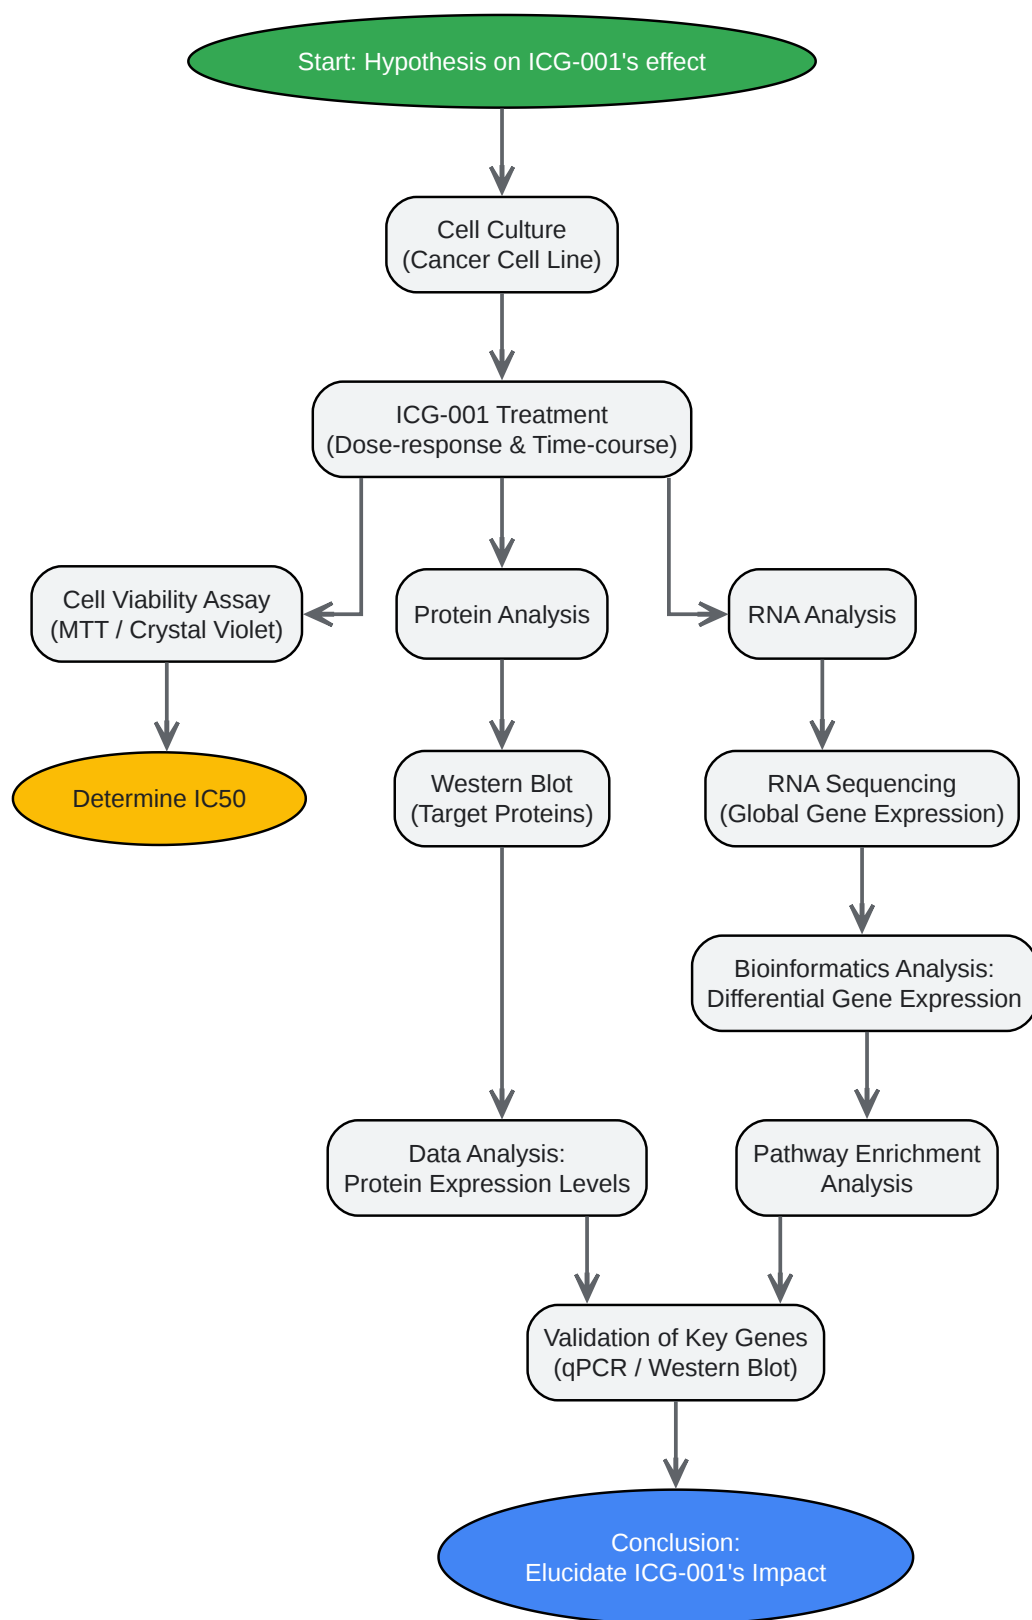 Start: Hypothesis on ICG-001's effect
Cell Culture
(Cancer Cell Line)
ICG-001 Treatment
(Dose-response & Time-course)
Cell Viability Assay
(MTT / Crystal Violet)
Protein Analysis
RNA Analysis
Determine IC50
Western Blot
(Target Proteins)
RNA Sequencing
(Global Gene Expression)
Bioinformatics Analysis:
Differential Gene Expression
Data Analysis:
Protein Expression Levels
Pathway Enrichment
Analysis
Validation of Key Genes
(qPCR / Western Blot)
Conclusion:
Elucidate ICG-001's Impact